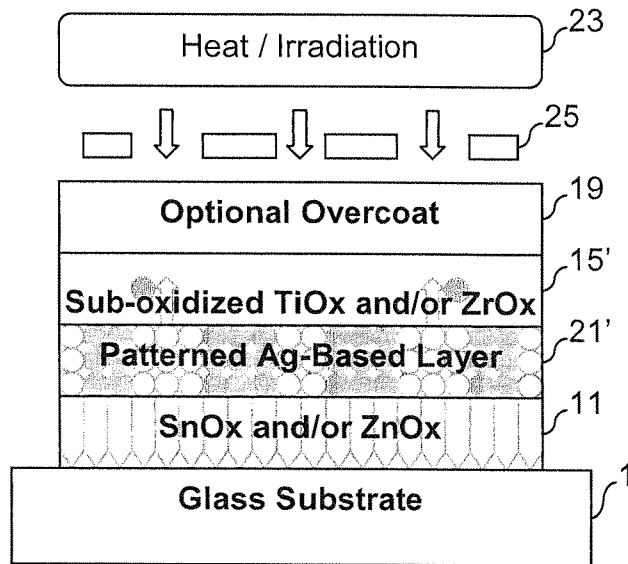 Heat / Irradiation
23
25
Optional Overcoat
19
Sub-oxidized TiOx and/or ZrOx
15'
Patterned Ag-Based Layer
21'
SnOx and/or ZnOx
11
Glass Substrate
1